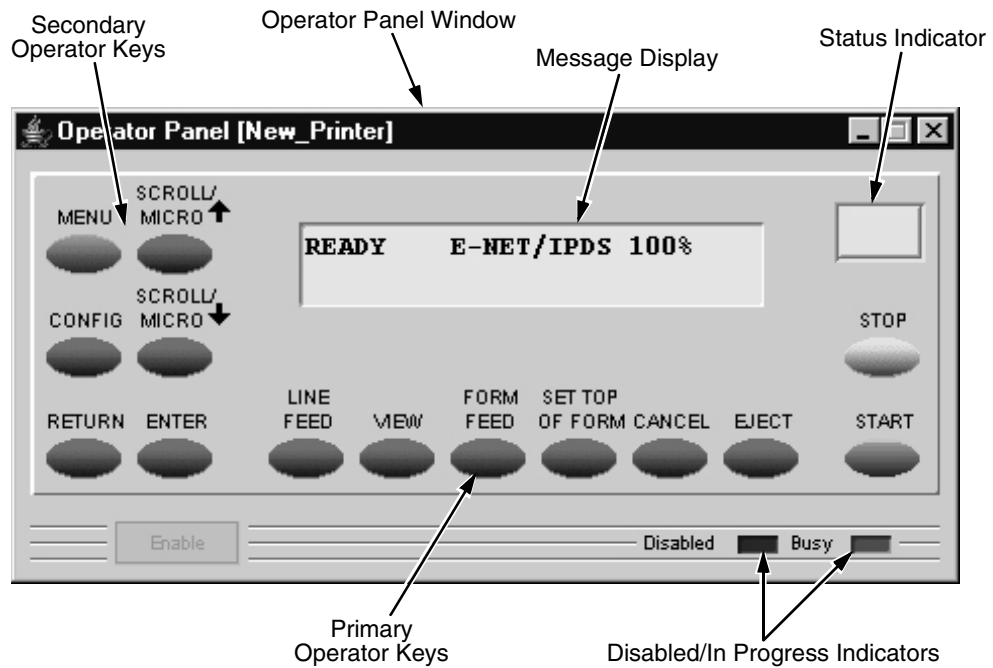 Secondary
Operator Keys
Operator Panel Window
Message Display
Status Indicator
Operator Panel [New_Printer]
MENU
SCROLL/
MICRO
READY E-NET/IPDS 100%
CONFIG
SCROLL/
MICRO
STOP
RETURN
ENTER
LINE
FEED
VIEW
FORM
FEED
SET TOP
OF FORM
CANCEL
EJECT
START
Enable
Disabled
Busy
Primary
Operator Keys
Disabled/In Progress Indicators